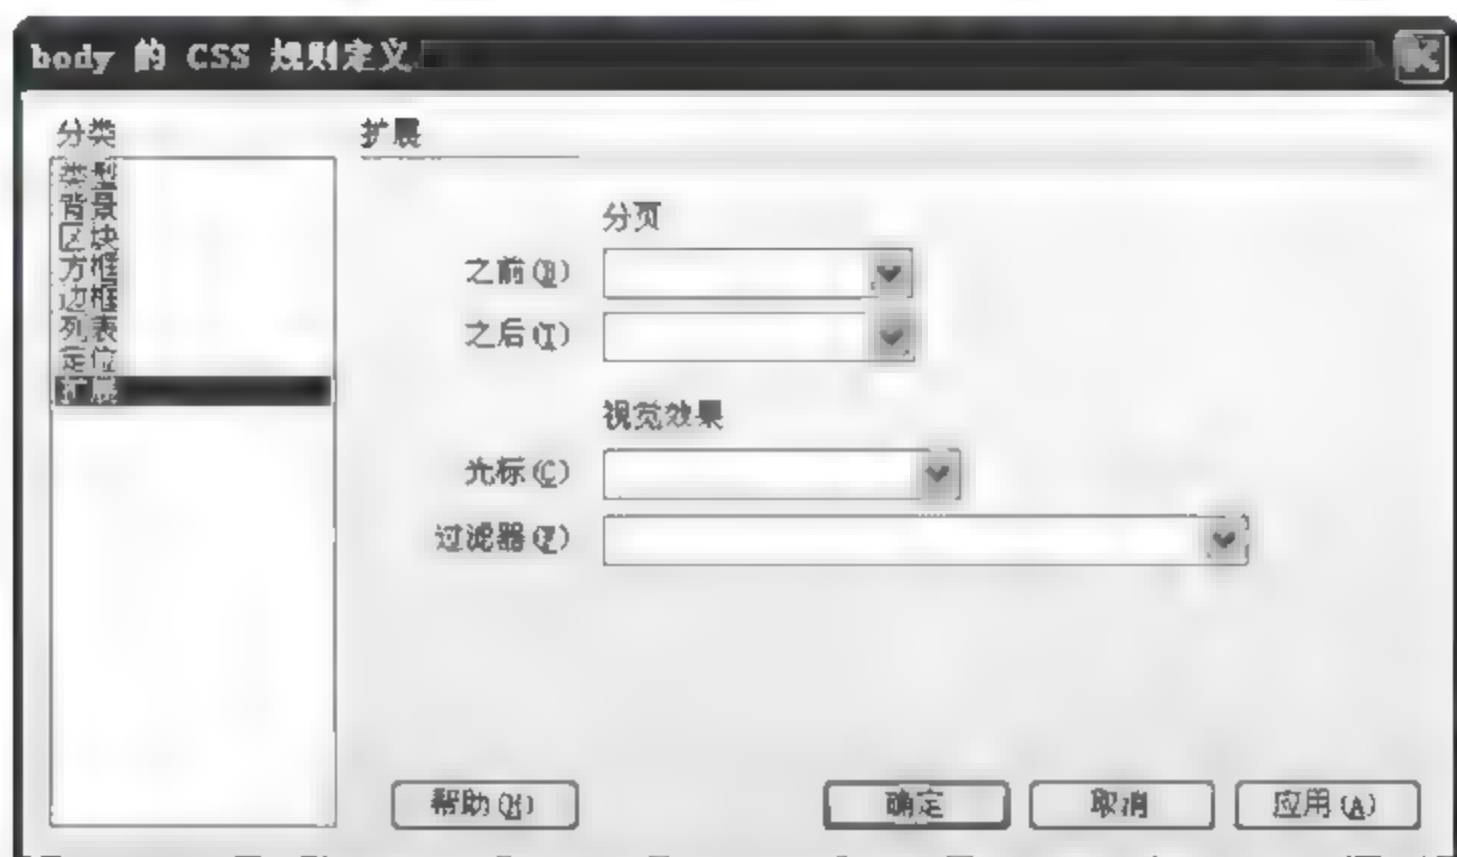 body 的 CSS 规则定义
分类
类型
背景
区块
方框
边框
列表
定位
扩展
扩展
分页
之前(B)
之后(T)
视觉效果
光标(C)
过滤器(F)
帮助(H)
确定
取消
应用(A)